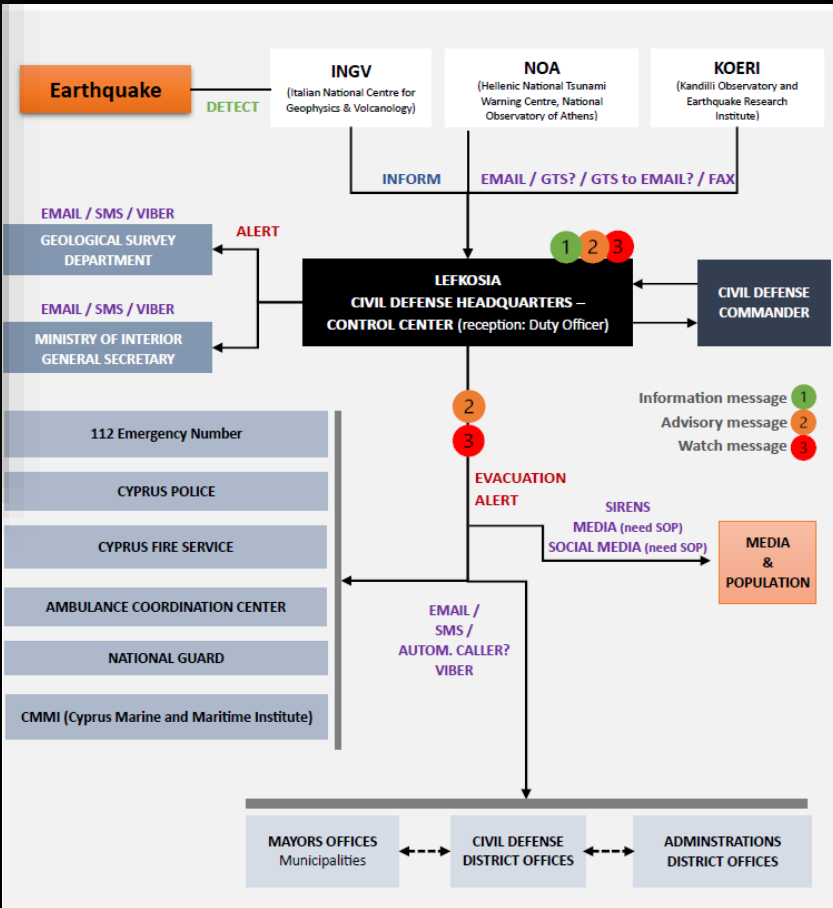 Earthquake
DETECT
INGV
(Italian National Centre for
Geophysics & Volcanology)
NOA
(Hellenic National Tsunami
Warning Centre, National
Observatory of Athens)
KOERI
(Kandilli Observatory and
Earthquake Research
Institute)
INFORM
EMAIL / GTS? / GTS to EMAIL? / FAX
EMAIL / SMS / VIBER
GEOLOGICAL SURVEY
DEPARTMENT
ALERT
EMAIL / SMS / VIBER
MINISTRY OF INTERIOR
GENERAL SECRETARY
1 2 3
LEFKOSIA
CIVIL DEFENSE HEADQUARTERS –
CONTROL CENTER (reception: Duty Officer)
CIVIL DEFENSE
COMMANDER
Information message 1
Advisory message 2
Watch message 3
2
3
EVACUATION
ALERT
SIRENS
MEDIA (need SOP)
SOCIAL MEDIA (need SOP)
MEDIA
&
POPULATION
112 Emergency Number
CYPRUS POLICE
CYPRUS FIRE SERVICE
AMBULANCE COORDINATION CENTER
NATIONAL GUARD
CMMI (Cyprus Marine and Maritime Institute)
EMAIL /
SMS /
AUTOM. CALLER?
VIBER
MAYORS OFFICES
Municipalities
CIVIL DEFENSE
DISTRICT OFFICES
ADMINSTRATIONS
DISTRICT OFFICES